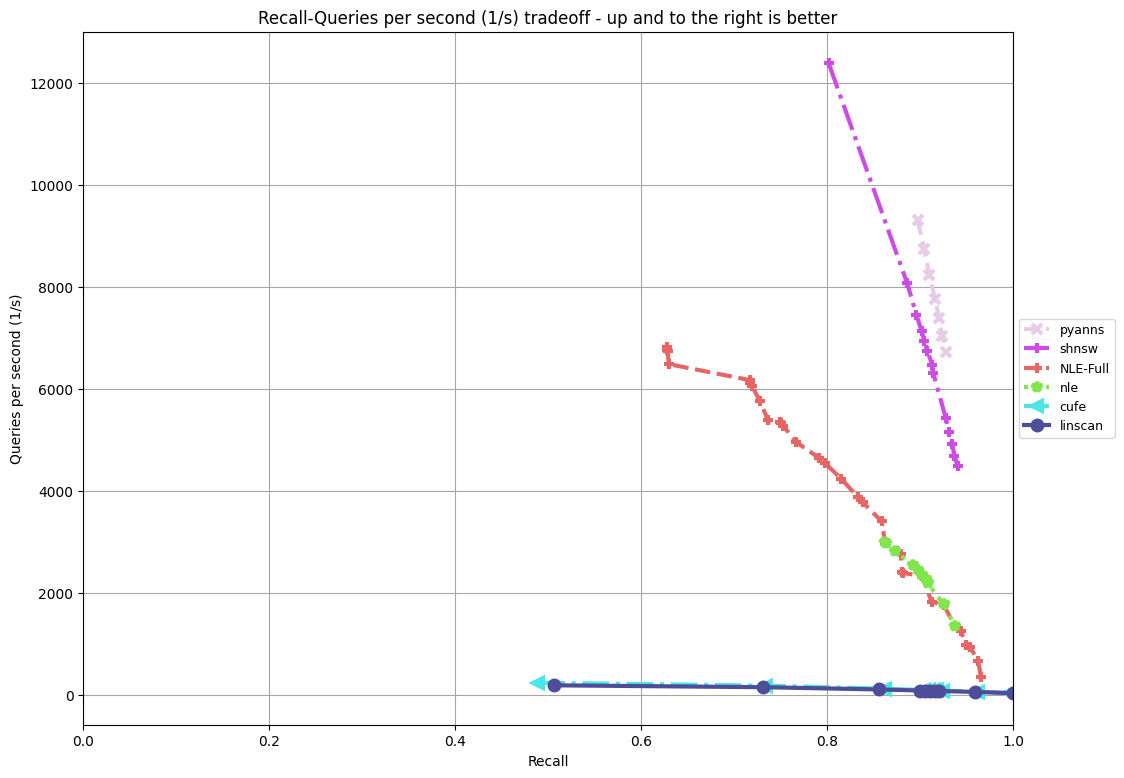 Recall-Queries per second (1/s) tradeoff - up and to the right is better
12000
10000
8000
6000
4000
2000
0
Queries per second (1/s)
0.0
0.2
0.4
0.6
0.8
1.0
Recall
pyanns
shnsw
NLE-Full
nle
cufe
linscan